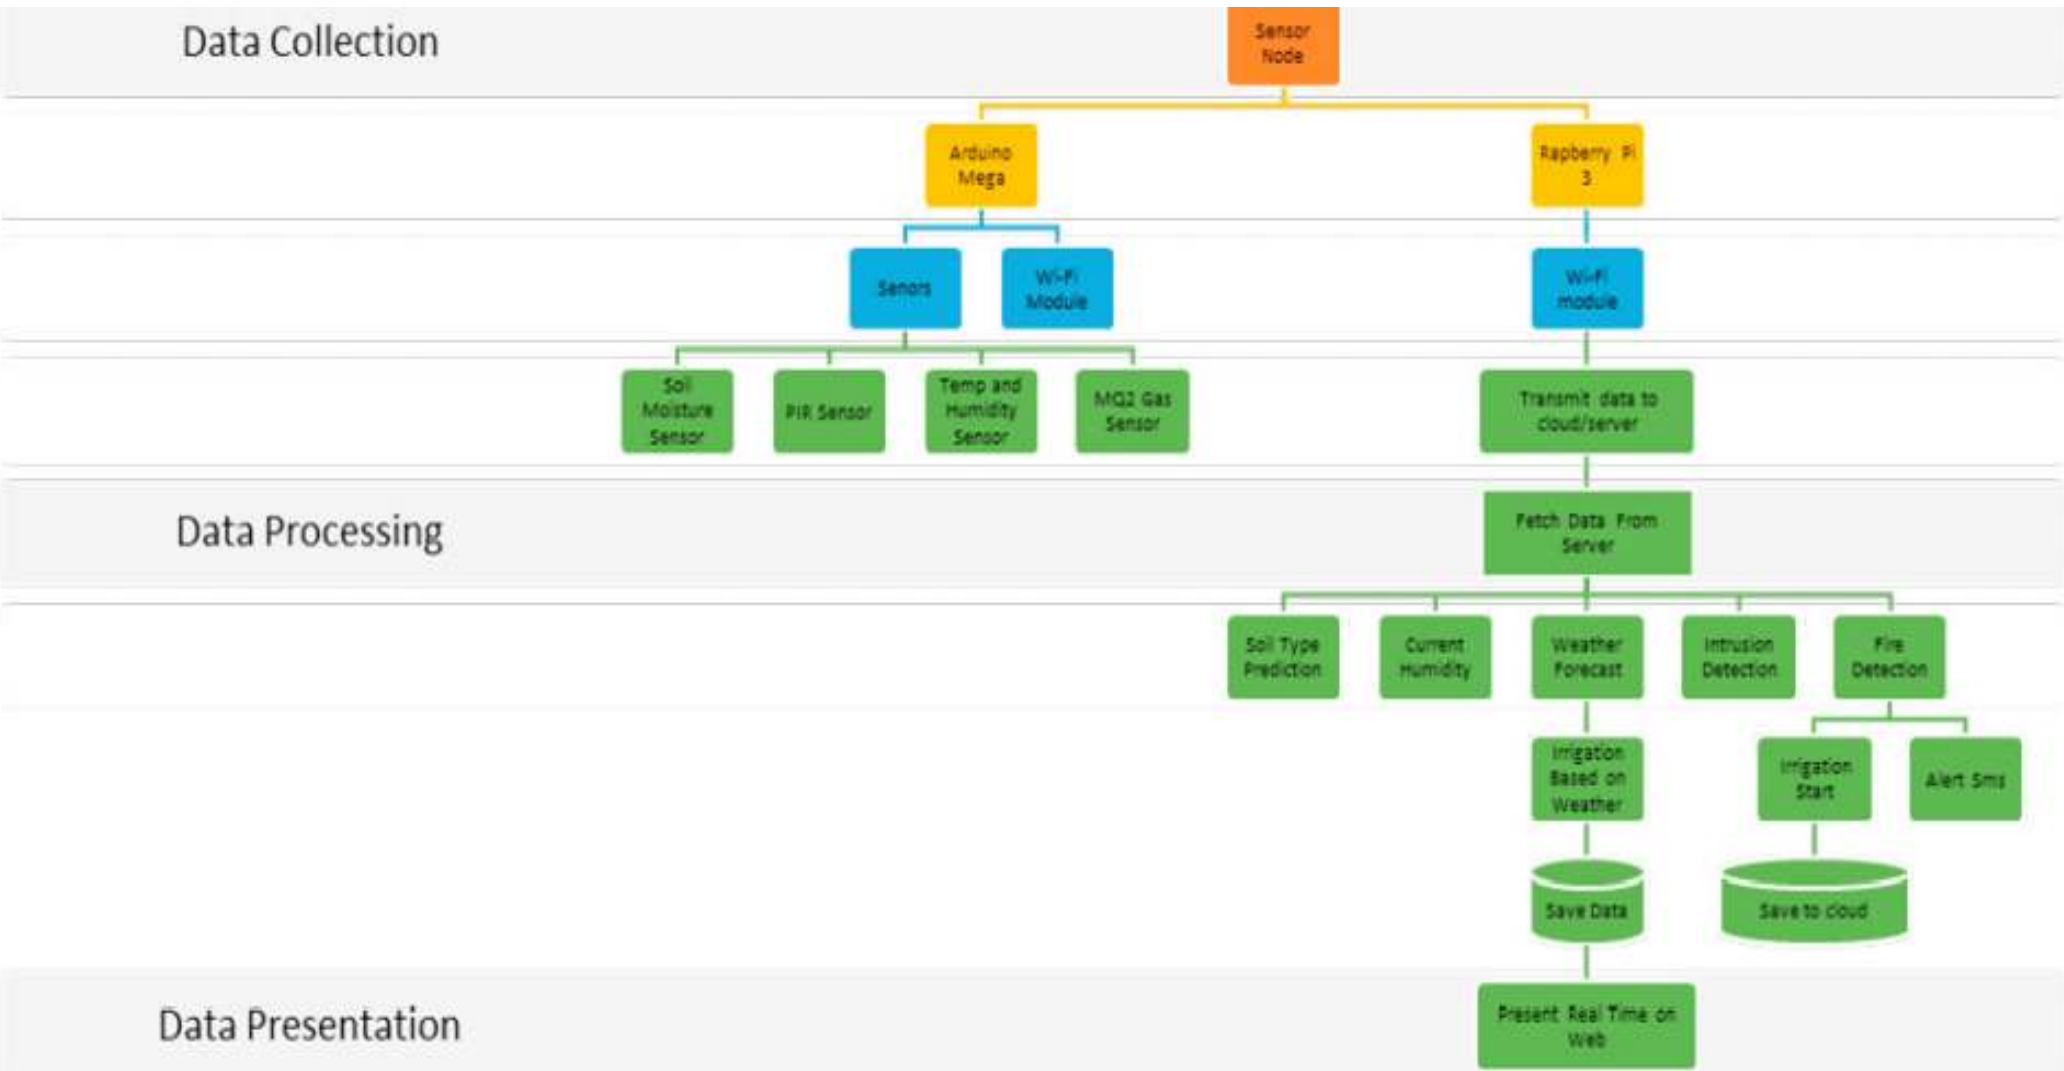 Data Collection
Sensor
Node
Arduino
Mega
Rapberry Pi
3
Senors
Wi-Fi
Module
Wi-Fi
module
Soil
Moisture
Sensor
PIR Sensor
Temp and
Humidity
Sensor
MQ2 Gas
Sensor
Transmit data to
cloud/server
Data Processing
Fetch Data From
Server
Soil Type
Prediction
Current
Humidity
Weather
Forecast
Intrusion
Detection
Fire
Detection
Irrigation
Based on
Weather
Irrigation
Start
Alert Sms
Save Data
Save to cloud
Data Presentation
Present Real Time on
Web